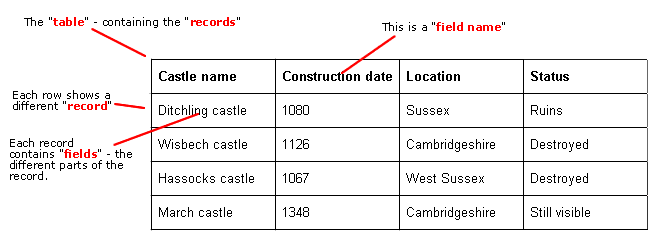 The "table" - containing the "records"
This is a "field name"
Castle name Construction date Location Status
Each row shows a
different "record"
Ditchling castle 1080 Sussex Ruins
Each record
contains "fields" - the
different parts of the
record.
Wisbech castle 1126 Cambridgeshire Destroyed
Hassocks castle 1067 West Sussex Destroyed
March castle 1348 Cambridgeshire Still visible